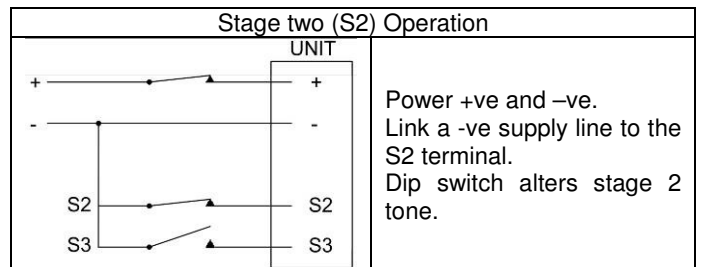 Stage two (S2) Operation
UNIT
+ +
- -
S2 S2
S3 S3
Power +ve and –ve.
Link a -ve supply line to the
S2 terminal.
Dip switch alters stage 2
tone.